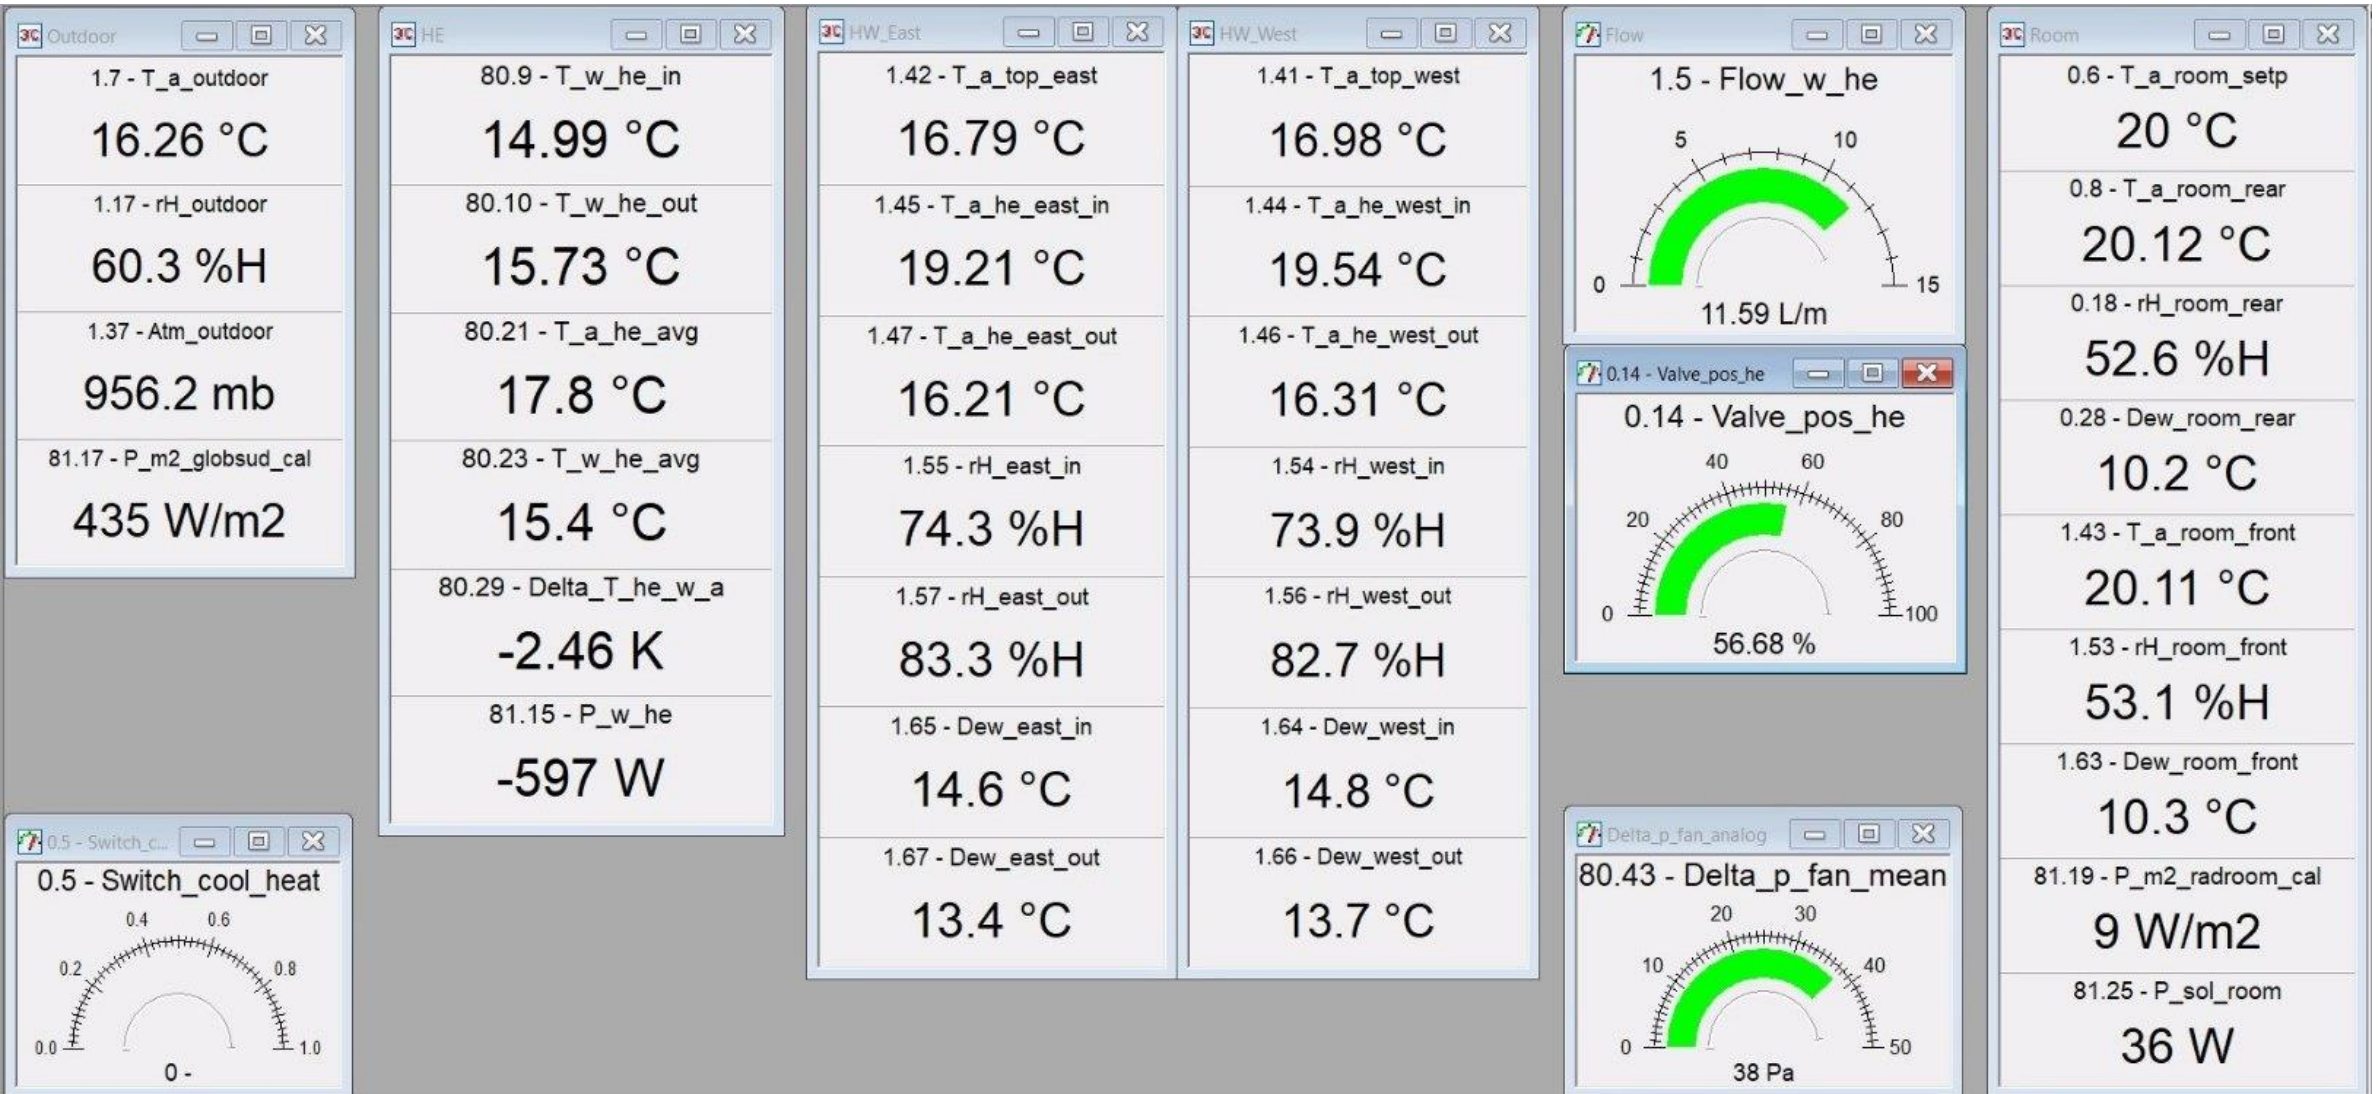 Outdoor
1.7 - T_a_outdoor
16.26 °C
1.17 - rH_outdoor
60.3 %H
1.37 - Atm_outdoor
956.2 mb
81.17 - P_m2_globsud_cal
435 W/m2
0.5 - Switch_c...
0.5 - Switch_cool_heat
0.4 0.6
0.2 0.8
0.0 1.0
0 -
HE
80.9 - T_w_he_in
14.99 °C
80.10 - T_w_he_out
15.73 °C
80.21 - T_a_he_avg
17.8 °C
80.23 - T_w_he_avg
15.4 °C
80.29 - Delta_T_he_w_a
-2.46 K
81.15 - P_w_he
-597 W
HW_East
1.42 - T_a_top_east
16.79 °C
1.45 - T_a_he_east_in
19.21 °C
1.47 - T_a_he_east_out
16.21 °C
1.55 - rH_east_in
74.3 %H
1.57 - rH_east_out
83.3 %H
1.65 - Dew_east_in
14.6 °C
1.67 - Dew_east_out
13.4 °C
HW_West
1.41 - T_a_top_west
16.98 °C
1.44 - T_a_he_west_in
19.54 °C
1.46 - T_a_he_west_out
16.31 °C
1.54 - rH_west_in
73.9 %H
1.56 - rH_west_out
82.7 %H
1.64 - Dew_west_in
14.8 °C
1.66 - Dew_west_out
13.7 °C
Flow
1.5 - Flow_w_he
5 10
0 15
11.59 L/m
0.14 - Valve_pos_he
0.14 - Valve_pos_he
40 60
20 80
0 100
56.68 %
Delta_p_fan_analog
80.43 - Delta_p_fan_mean
20 30
10 40
0 50
38 Pa
Room
0.6 - T_a_room_setp
20 °C
0.8 - T_a_room_rear
20.12 °C
0.18 - rH_room_rear
52.6 %H
0.28 - Dew_room_rear
10.2 °C
1.43 - T_a_room_front
20.11 °C
1.53 - rH_room_front
53.1 %H
1.63 - Dew_room_front
10.3 °C
81.19 - P_m2_radroom_cal
9 W/m2
81.25 - P_sol_room
36 W